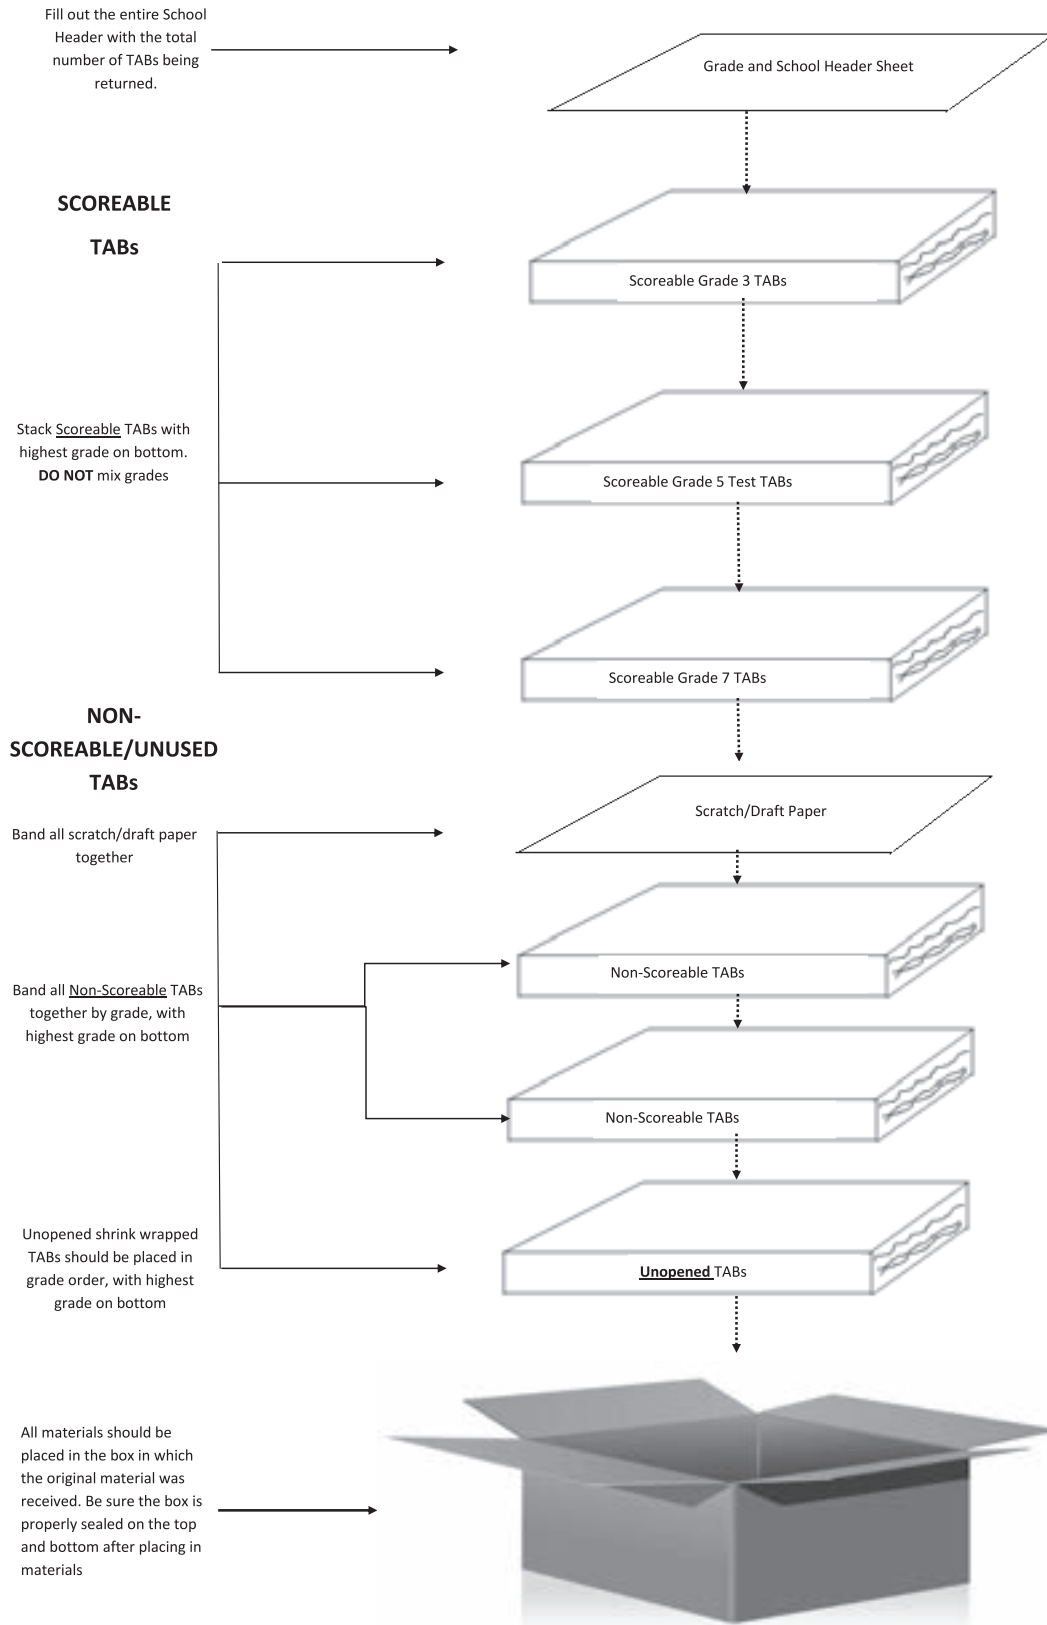 Fill out the entire School
Header with the total
number of TABs being
returned.
Grade and School Header Sheet
SCOREABLE
TABs
Scoreable Grade 3 TABs
Stack Scoreable TABs with
highest grade on bottom.
DO NOT mix grades
Scoreable Grade 5 Test TABs
Scoreable Grade 7 TABs
NON-
SCOREABLE/UNUSED
TABs
Scratch/Draft Paper
Band all scratch/draft paper
together
Non-Scoreable TABs
Band all Non-Scoreable TABs
together by grade, with
highest grade on bottom
Non-Scoreable TABs
Unopened shrink wrapped
TABs should be placed in
grade order, with highest
grade on bottom
Unopened TABs
All materials should be
placed in the box in which
the original material was
received. Be sure the box is
properly sealed on the top
and bottom after placing in
materials